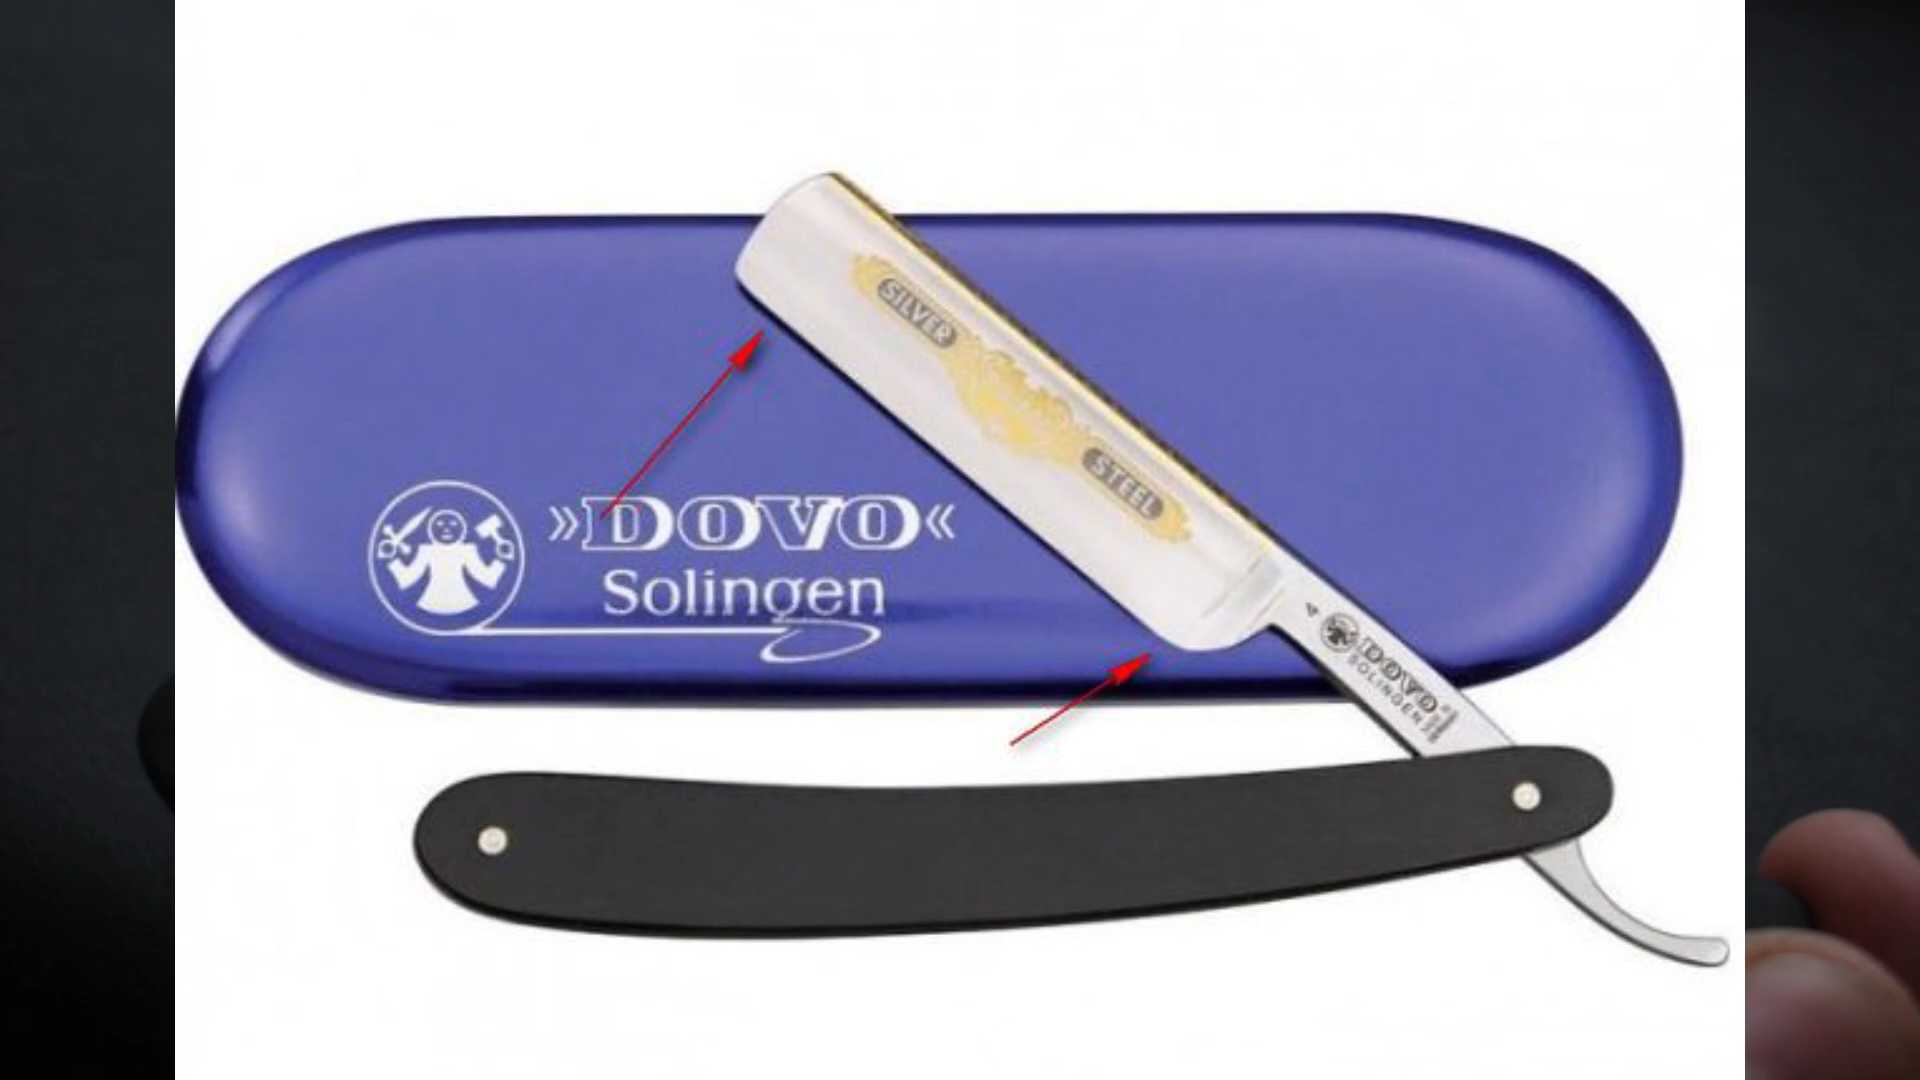 SILVER
STEEL
»DOVO«
Solingen
DOVO
SOLINGEN